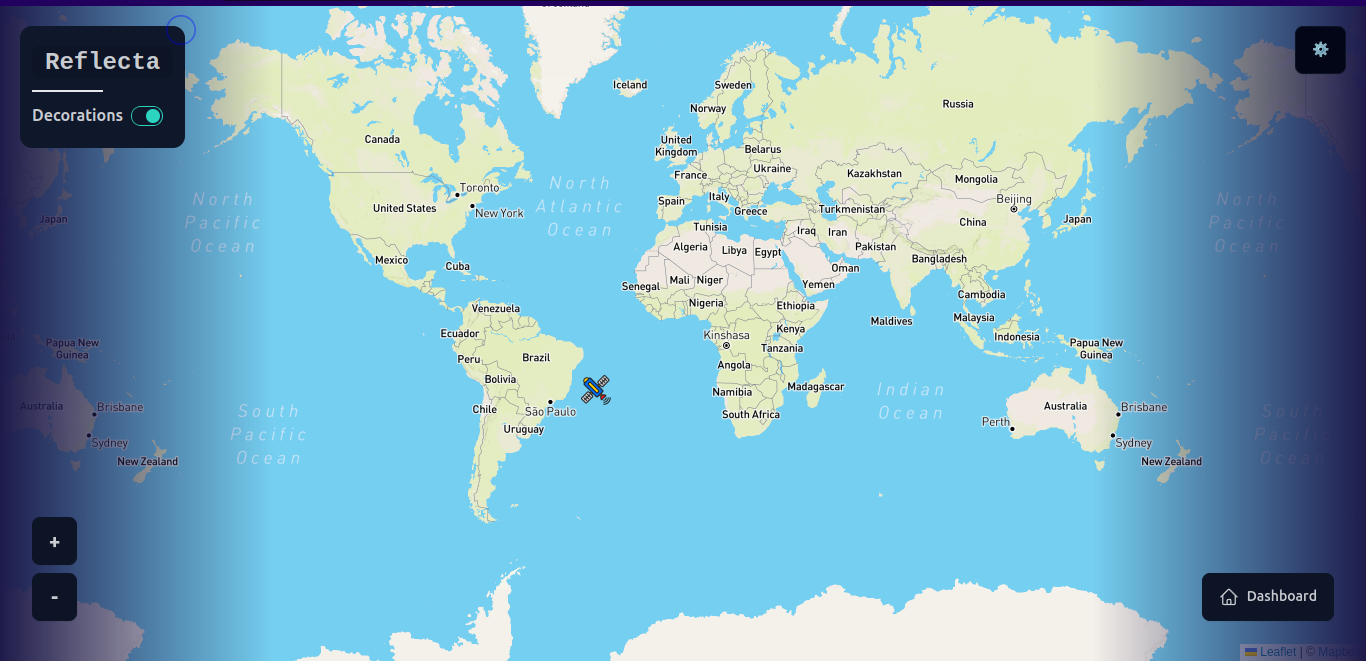 Reflecta
Decorations
Iceland
Sweden
Norway
Russia
Canada
United
Kingdom
Belarus
Ukraine
France
Kazakhstan
Mongolia
Toronto
Italy
Spain
Beijing
United States
New York
Greece
Turkmenistan
China
Japan
Japan
North
Pacific
Ocean
North
Atlantic
Ocean
North
Pacific
Ocean
Tunisia
Iraq
Iran
Algeria
Libya
Egypt
Pakistan
Mexico
Cuba
Bangladesh
Oman
Senegal
Mali
Niger
Yemen
Cambodia
Venezuela
Nigeria
Ethiopia
Maldives
Malaysia
Ecuador
Kinshasa
Kenya
Indonesia
Papua New
Guinea
Papua New
Guinea
Peru
Brazil
Tanzania
Angola
Bolivia
Namibia
Madagascar
Indian
Ocean
Australia
Brisbane
Chile
São Paulo
South Africa
Australia
Brisbane
Perth
Uruguay
Sydney
Sydney
South
Pacific
Ocean
South
Pacific
Ocean
New Zealand
New Zealand
+
-
Dashboard
Leaflet | ©